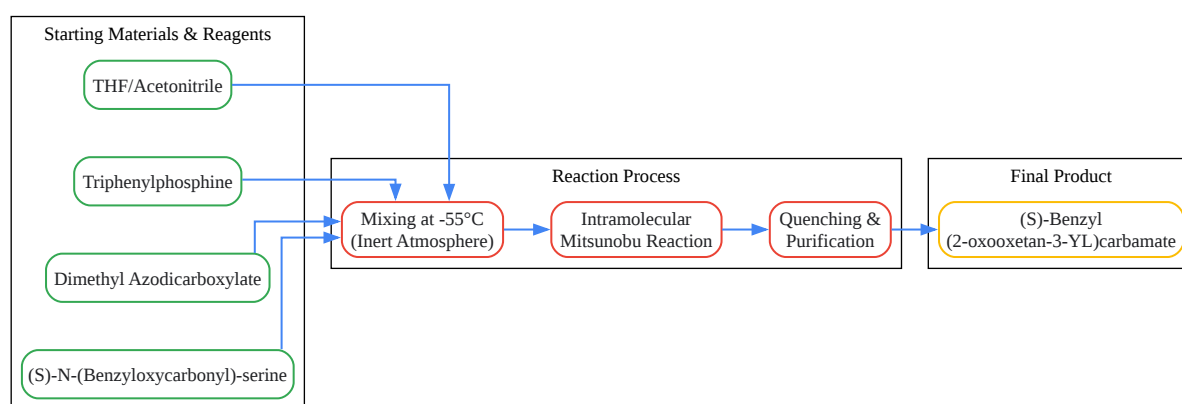 Starting Materials & Reagents
THF/Acetonitrile
Triphenylphosphine
Dimethyl Azodicarboxylate
(S)-N-(Benzyloxycarbonyl)-serine
Reaction Process
Mixing at -55°C
(Inert Atmosphere)
Intramolecular
Mitsunobu Reaction
Quenching &
Purification
Final Product
(S)-Benzyl
(2-oxooxetan-3-YL)carbamate